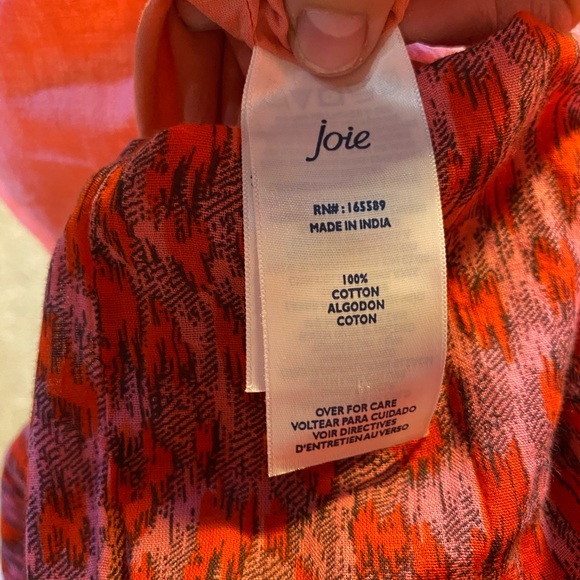 joie
RN# : 165589
MADE IN INDIA
100%
COTTON
ALGODON
COTON
OVER FOR CARE
VOLTEAR PARA CUIDADO
VOIR DIRECTIVES
D'ENTRETIEN AU VERSO